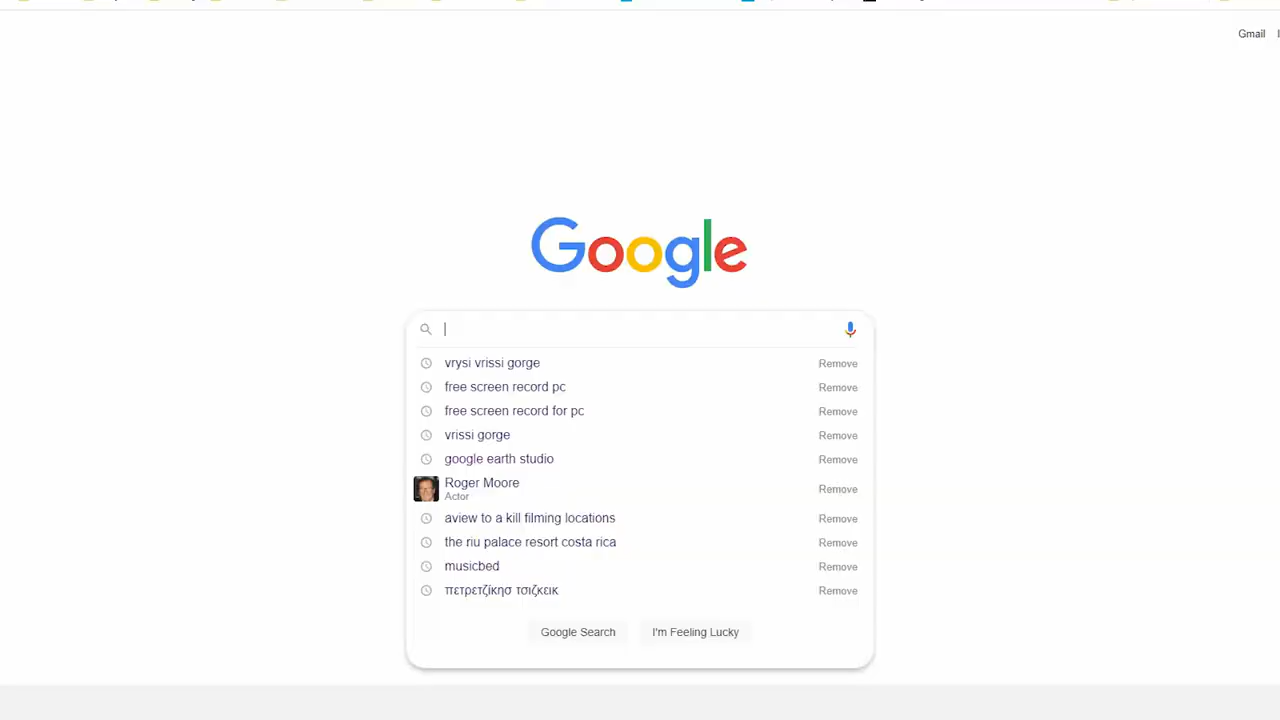 Gmail
Google
vrysi vrissi gorge Remove
free screen record pc Remove
free screen record for pc Remove
vrissi gorge Remove
google earth studio Remove
Roger Moore
Actor Remove
aview to a kill filming locations Remove
the riu palace resort costa rica Remove
musicbed Remove
πετρετζίκησ τσιζκεικ Remove
Google Search I'm Feeling Lucky